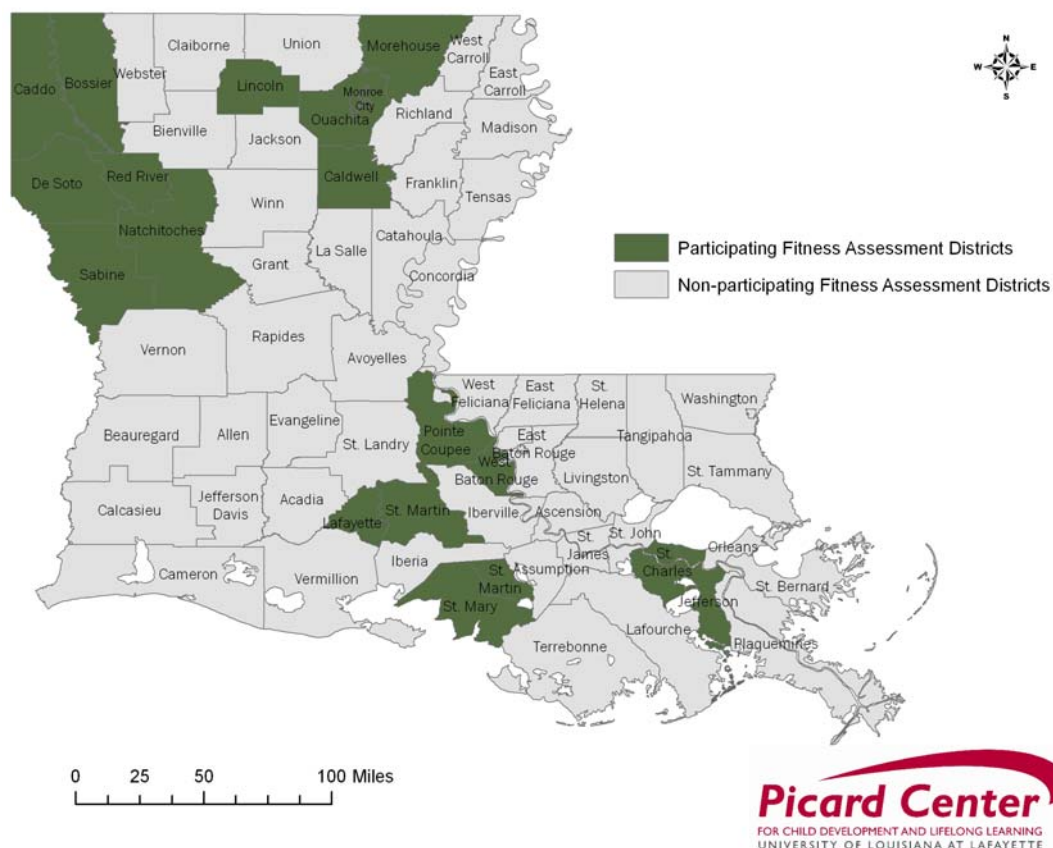 Claiborne
Union
Morehouse
West
Carroll
East
Carroll
Webster
Bossier
Caddo
Lincoln
Monroe
City
Ouachita
Richland
Madison
Bienville
Jackson
De Soto
Red River
Caldwell
Franklin
Tensas
Winn
Natchitoches
Catahoula
La Salle
Grant
Concordia
Sabine
Rapides
Vernon
Avoyelles
West
Feliciana
East
Feliciana
St.
Helena
Washington
Evangeline
Pointe
Coupee
Beauregard
Allen
St. Landry
East
Baton Rouge
Tangipahoa
West
Baton Rouge
Livingston
St. Tammany
Calcasieu
Jefferson
Davis
Acadia
Lafayette
St. Martin
Iberville
Ascension
St.
James
St. John
Orleans
Cameron
Vermillion
Iberia
St.
Martin
Assumption
St.
Charles
St. Bernard
St. Mary
Jefferson
Lafourche
Terrebonne
Plaquemines
N
W
E
S
Participating Fitness Assessment Districts
Non-participating Fitness Assessment Districts
0 25 50 100 Miles
Picard Center
FOR CHILD DEVELOPMENT AND LIFELONG LEARNING
UNIVERSITY OF LOUISIANA AT LAFAYETTE